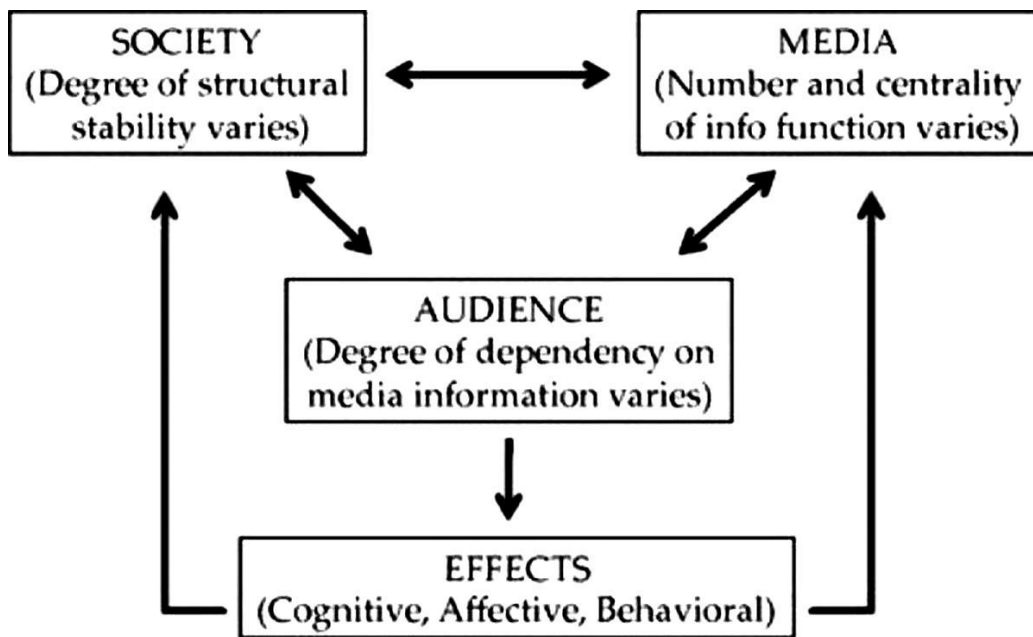 SOCIETY
(Degree of structural
stability varies)
MEDIA
(Number and centrality
of info function varies)
AUDIENCE
(Degree of dependency on
media information varies)
EFFECTS
(Cognitive, Affective, Behavioral)